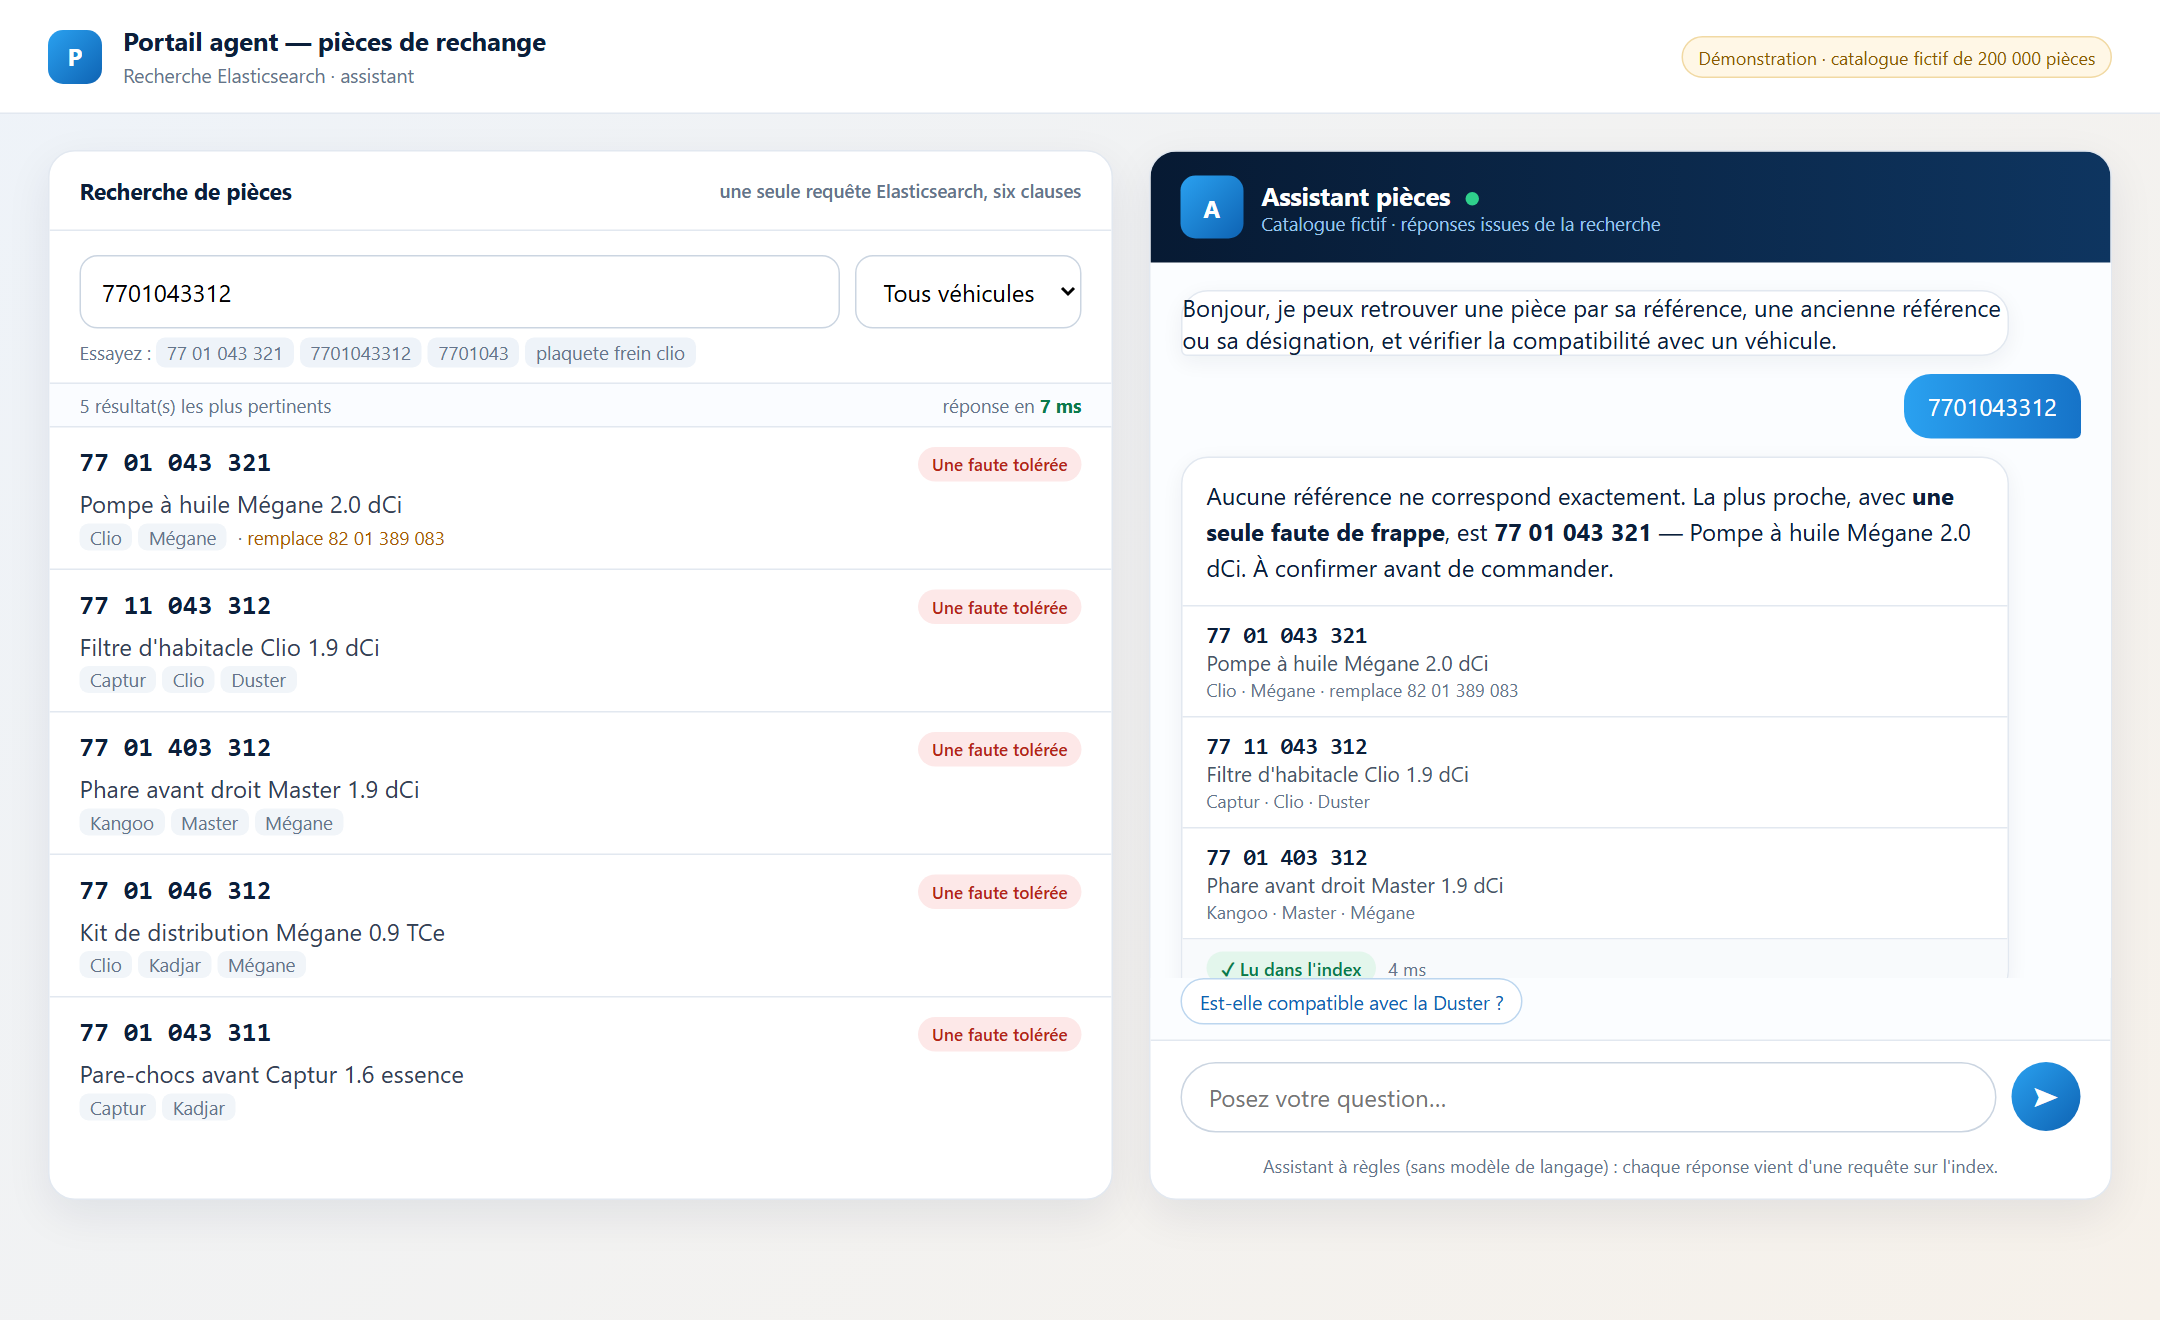 P
Portail agent — pièces de rechange
Recherche Elasticsearch · assistant
Démonstration · catalogue fictif de 200 000 pièces
Recherche de pièces
une seule requête Elasticsearch, six clauses
7701043312
Tous véhicules
Essayez : 77 01 043 321 7701043312 7701043 plaquete frein clio
5 résultat(s) les plus pertinents
réponse en 7 ms
77 01 043 321
Une faute tolérée
Pompe à huile Mégane 2.0 dCi
Clio Mégane · remplace 82 01 389 083
77 11 043 312
Une faute tolérée
Filtre d'habitacle Clio 1.9 dCi
Captur Clio Duster
77 01 403 312
Une faute tolérée
Phare avant droit Master 1.9 dCi
Kangoo Master Mégane
77 01 046 312
Une faute tolérée
Kit de distribution Mégane 0.9 TCe
Clio Kadjar Mégane
77 01 043 311
Une faute tolérée
Pare-chocs avant Captur 1.6 essence
Captur Kadjar
A
Assistant pièces
Catalogue fictif · réponses issues de la recherche
Bonjour, je peux retrouver une pièce par sa référence, une ancienne référence
ou sa désignation, et vérifier la compatibilité avec un véhicule.
7701043312
Aucune référence ne correspond exactement. La plus proche, avec une
seule faute de frappe, est 77 01 043 321 — Pompe à huile Mégane 2.0
dCi. À confirmer avant de commander.
77 01 043 321
Pompe à huile Mégane 2.0 dCi
Clio · Mégane · remplace 82 01 389 083
77 11 043 312
Filtre d'habitacle Clio 1.9 dCi
Captur · Clio · Duster
77 01 403 312
Phare avant droit Master 1.9 dCi
Kangoo · Master · Mégane
✓ Lu dans l'index 4 ms
Est-elle compatible avec la Duster ?
Posez votre question…
Assistant à règles (sans modèle de langage) : chaque réponse vient d'une requête sur l'index.